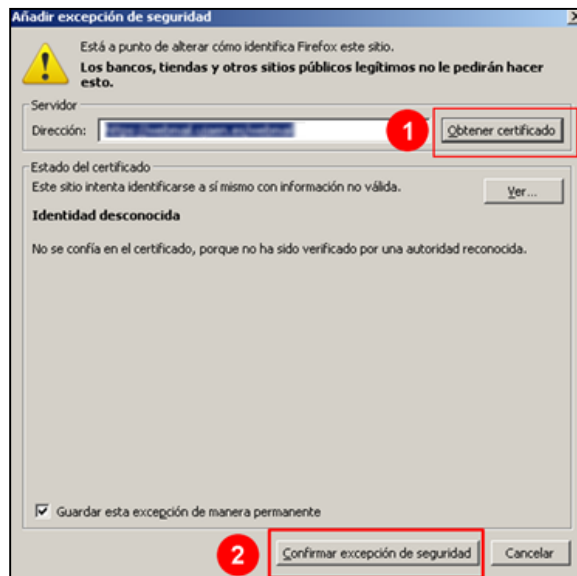 Añadir excepción de seguridad
Está a punto de alterar cómo identifica Firefox este sitio.
Los bancos, tiendas y otros sitios públicos legítimos no le pedirán hacer
esto.
Servidor
Dirección:
1
Obtener certificado
Estado del certificado
Este sitio intenta identificarse a sí mismo con información no válida.
Ver...
Identidad desconocida
No se confía en el certificado, porque no ha sido verificado por una autoridad reconocida.
Guardar esta excepción de manera permanente
2
Confirmar excepción de seguridad
Cancelar